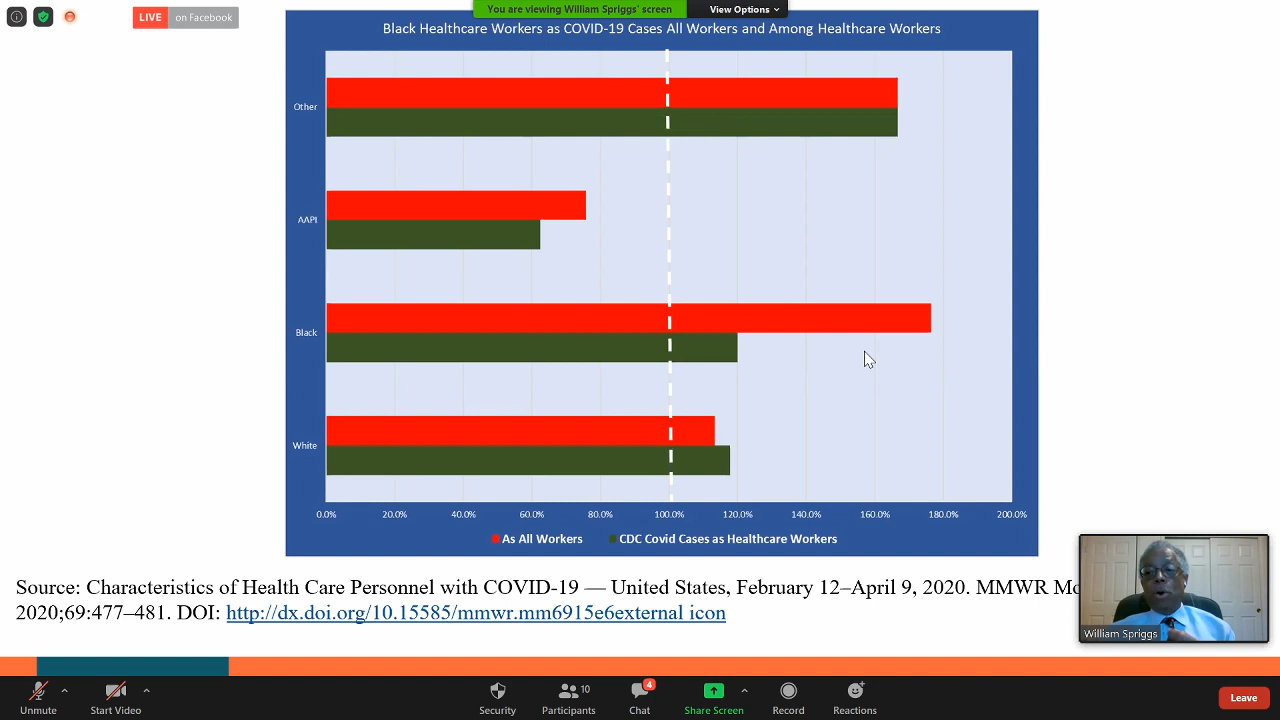 You are viewing William Spriggs' screen
View Options
LIVE on Facebook
Black Healthcare Workers as COVID-19 Cases All Workers and Among Healthcare Workers
Other
AAPI
Black
White
0.0% 20.0% 40.0% 60.0% 80.0% 100.0% 120.0% 140.0% 160.0% 180.0% 200.0%
As All Workers CDC Covid Cases as Healthcare Workers
Source: Characteristics of Health Care Personnel with COVID-19 — United States, February 12–April 9, 2020. MMWR Mo
2020;69:477–481. DOI: http://dx.doi.org/10.15585/mmwr.mm6915e6external icon
William Spriggs
4
10
Unmute Start Video Security Participants Chat Share Screen Record Reactions Leave